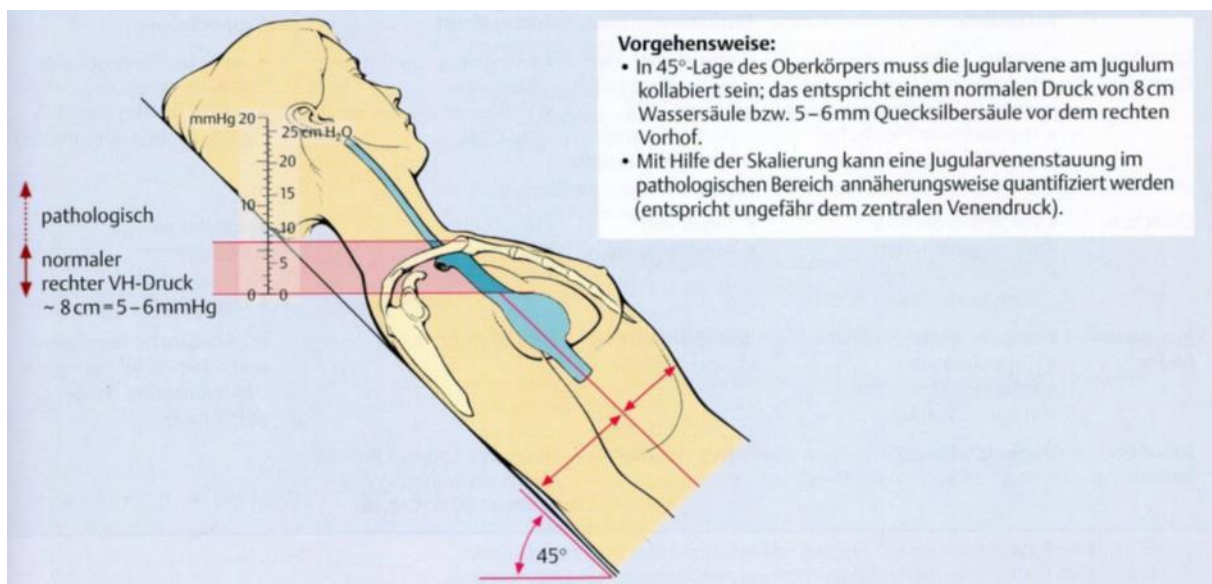 Vorgehensweise:
• In 45°-Lage des Oberkörpers muss die Jugularvene am Jugulum
kollabiert sein; das entspricht einem normalen Druck von 8 cm
Wassersäule bzw. 5–6 mm Quecksilbersäule vor dem rechten
Vorhof.
• Mit Hilfe der Skalierung kann eine Jugularvenenstauung im
pathologischen Bereich annäherungsweise quantifiziert werden
(entspricht ungefähr dem zentralen Venendruck).
mmHg 20
25 cm H₂O
20
15
10
10
5
5
0 0
pathologisch
normaler
rechter VH-Druck
~ 8 cm = 5–6 mmHg
45°